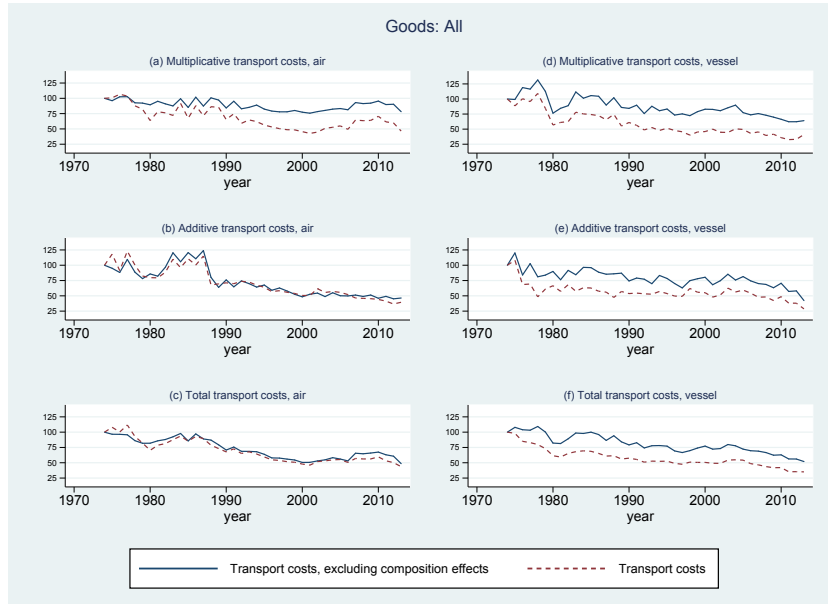 Goods: All
(a) Multiplicative transport costs, air
125
100
75
50
25
1970 1980 1990 2000 2010
year
(d) Multiplicative transport costs, vessel
125
100
75
50
25
1970 1980 1990 2000 2010
year
(b) Additive transport costs, air
125
100
75
50
25
1970 1980 1990 2000 2010
year
(e) Additive transport costs, vessel
125
100
75
50
25
1970 1980 1990 2000 2010
year
(c) Total transport costs, air
125
100
75
50
25
1970 1980 1990 2000 2010
year
(f) Total transport costs, vessel
125
100
75
50
25
1970 1980 1990 2000 2010
year
Transport costs, excluding composition effects
Transport costs